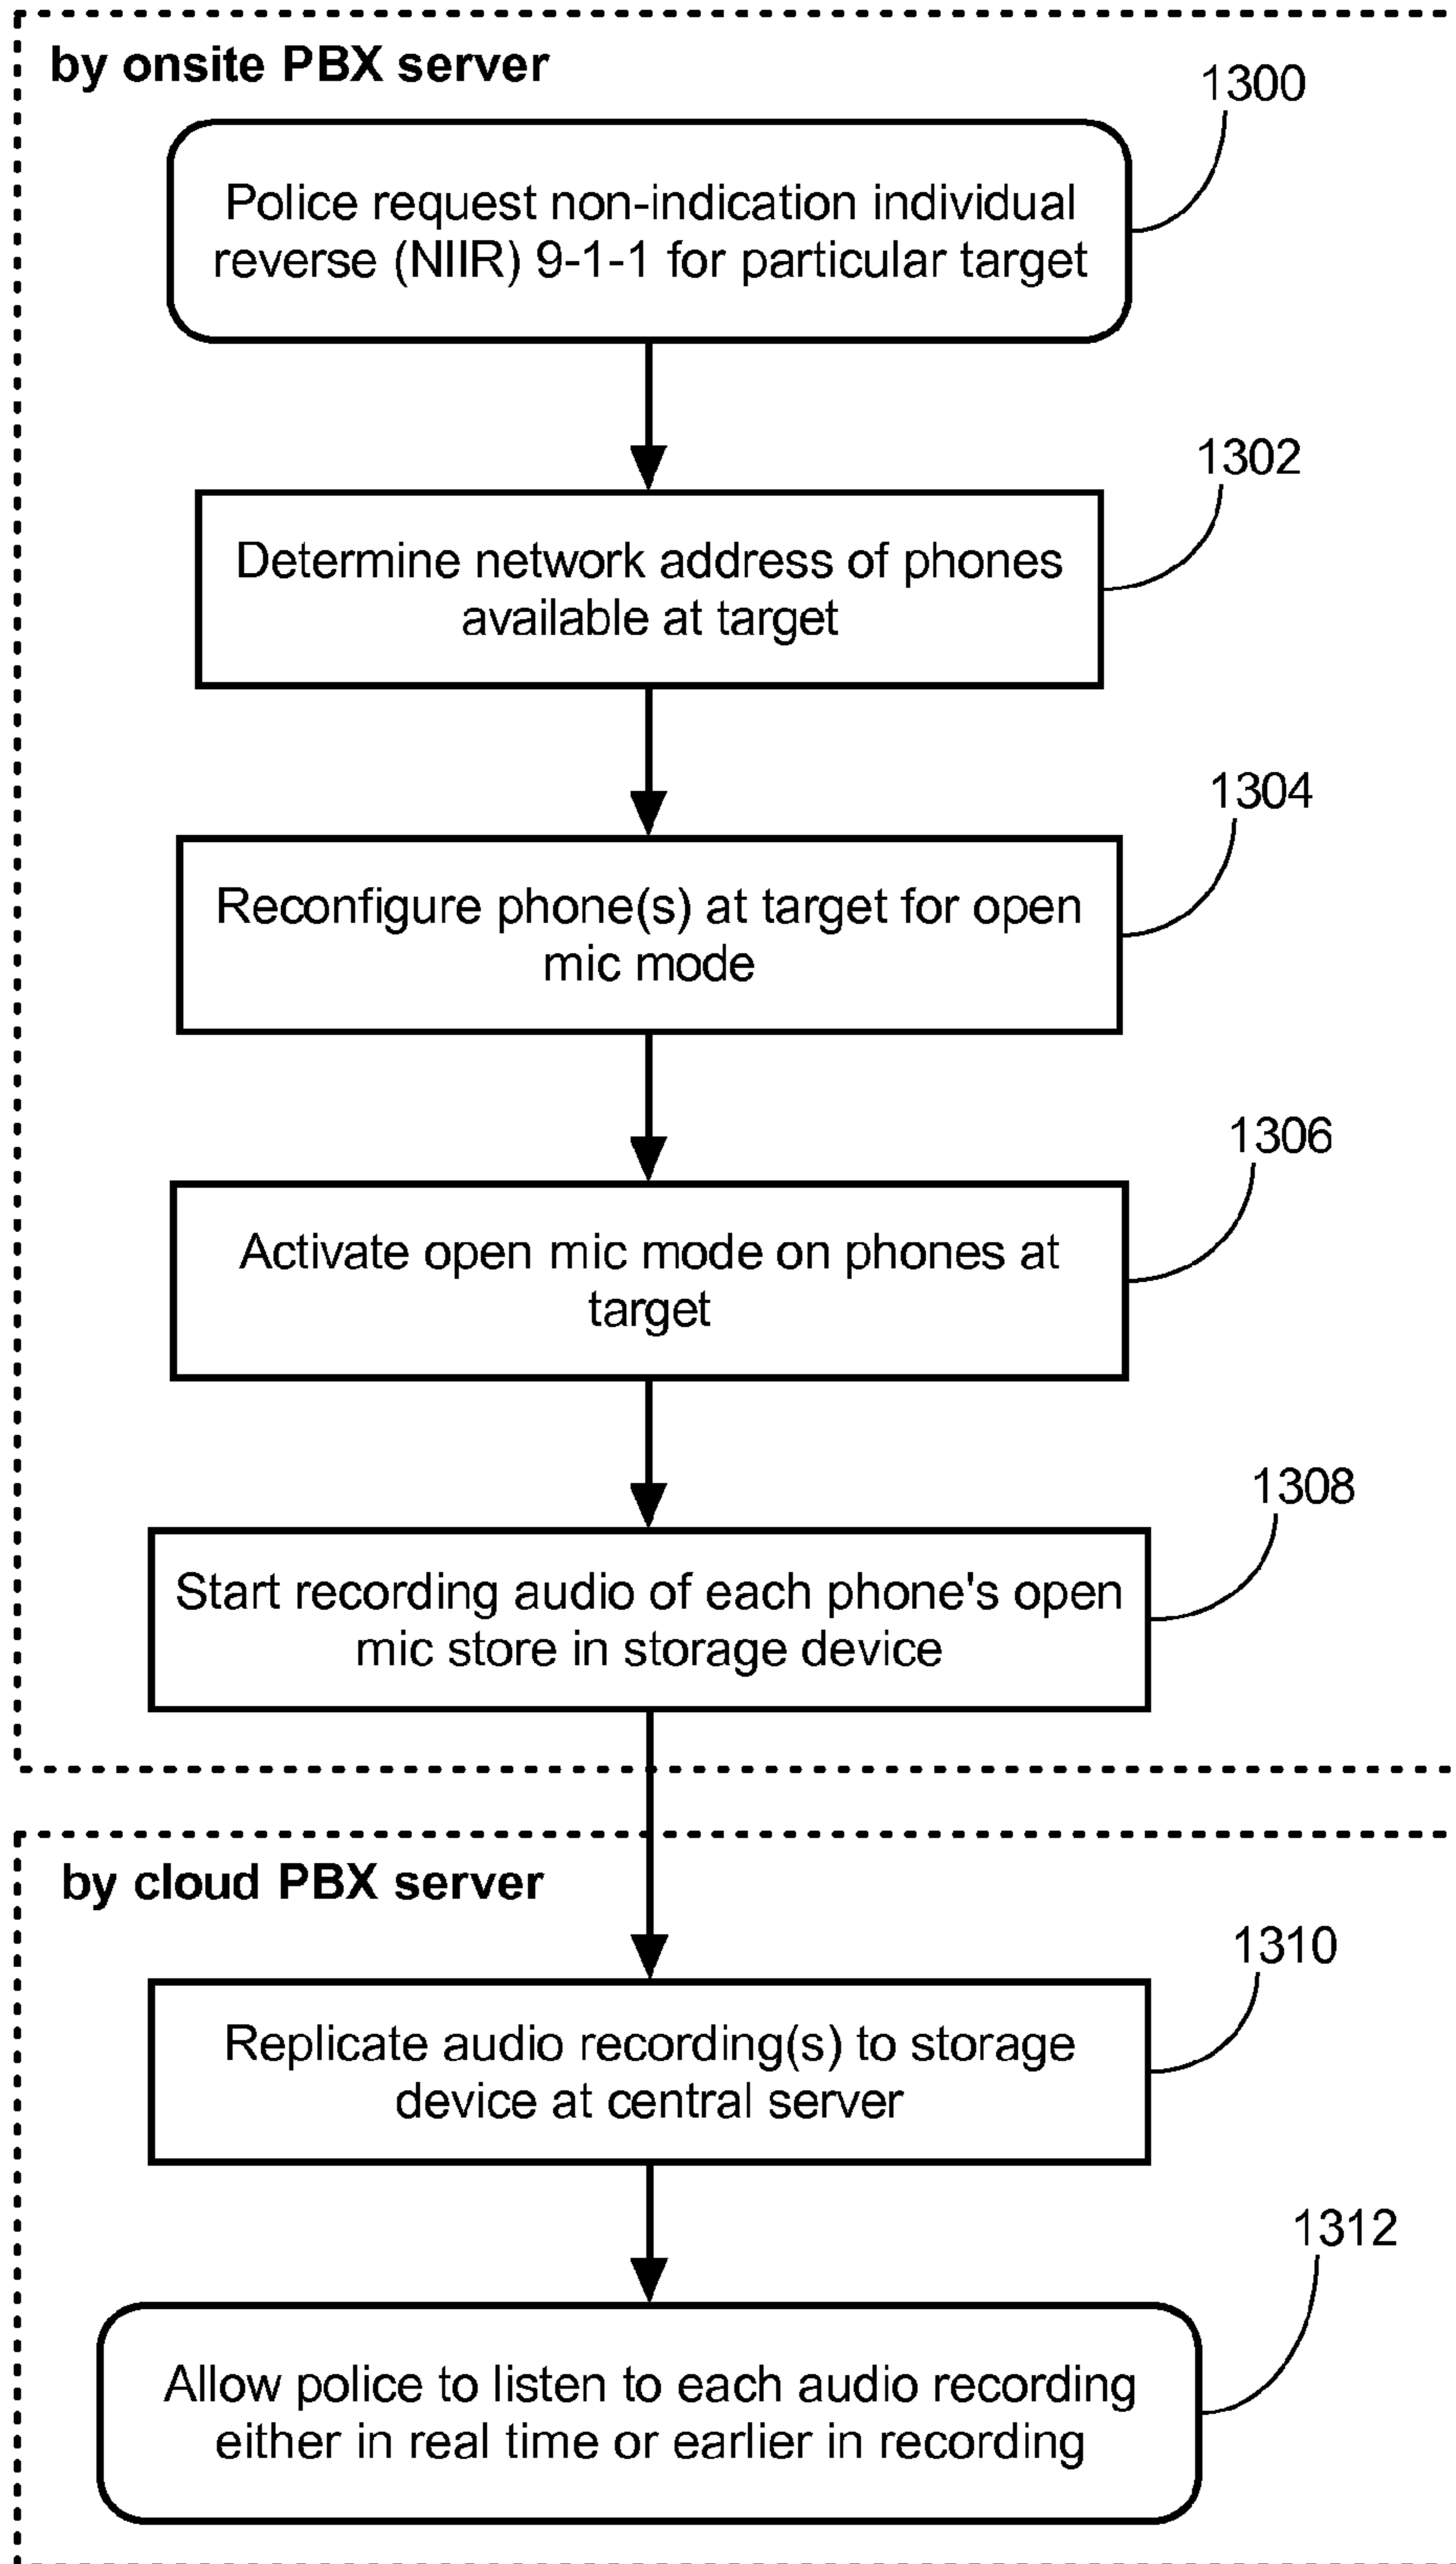 by onsite PBX server
1300
Police request non-indication individual
reverse (NIIR) 9-1-1 for particular target
1302
Determine network address of phones
available at target
1304
Reconfigure phone(s) at target for open
mic mode
1306
Activate open mic mode on phones at
target
1308
Start recording audio of each phone's open
mic store in storage device
by cloud PBX server
1310
Replicate audio recording(s) to storage
device at central server
1312
Allow police to listen to each audio recording
either in real time or earlier in recording